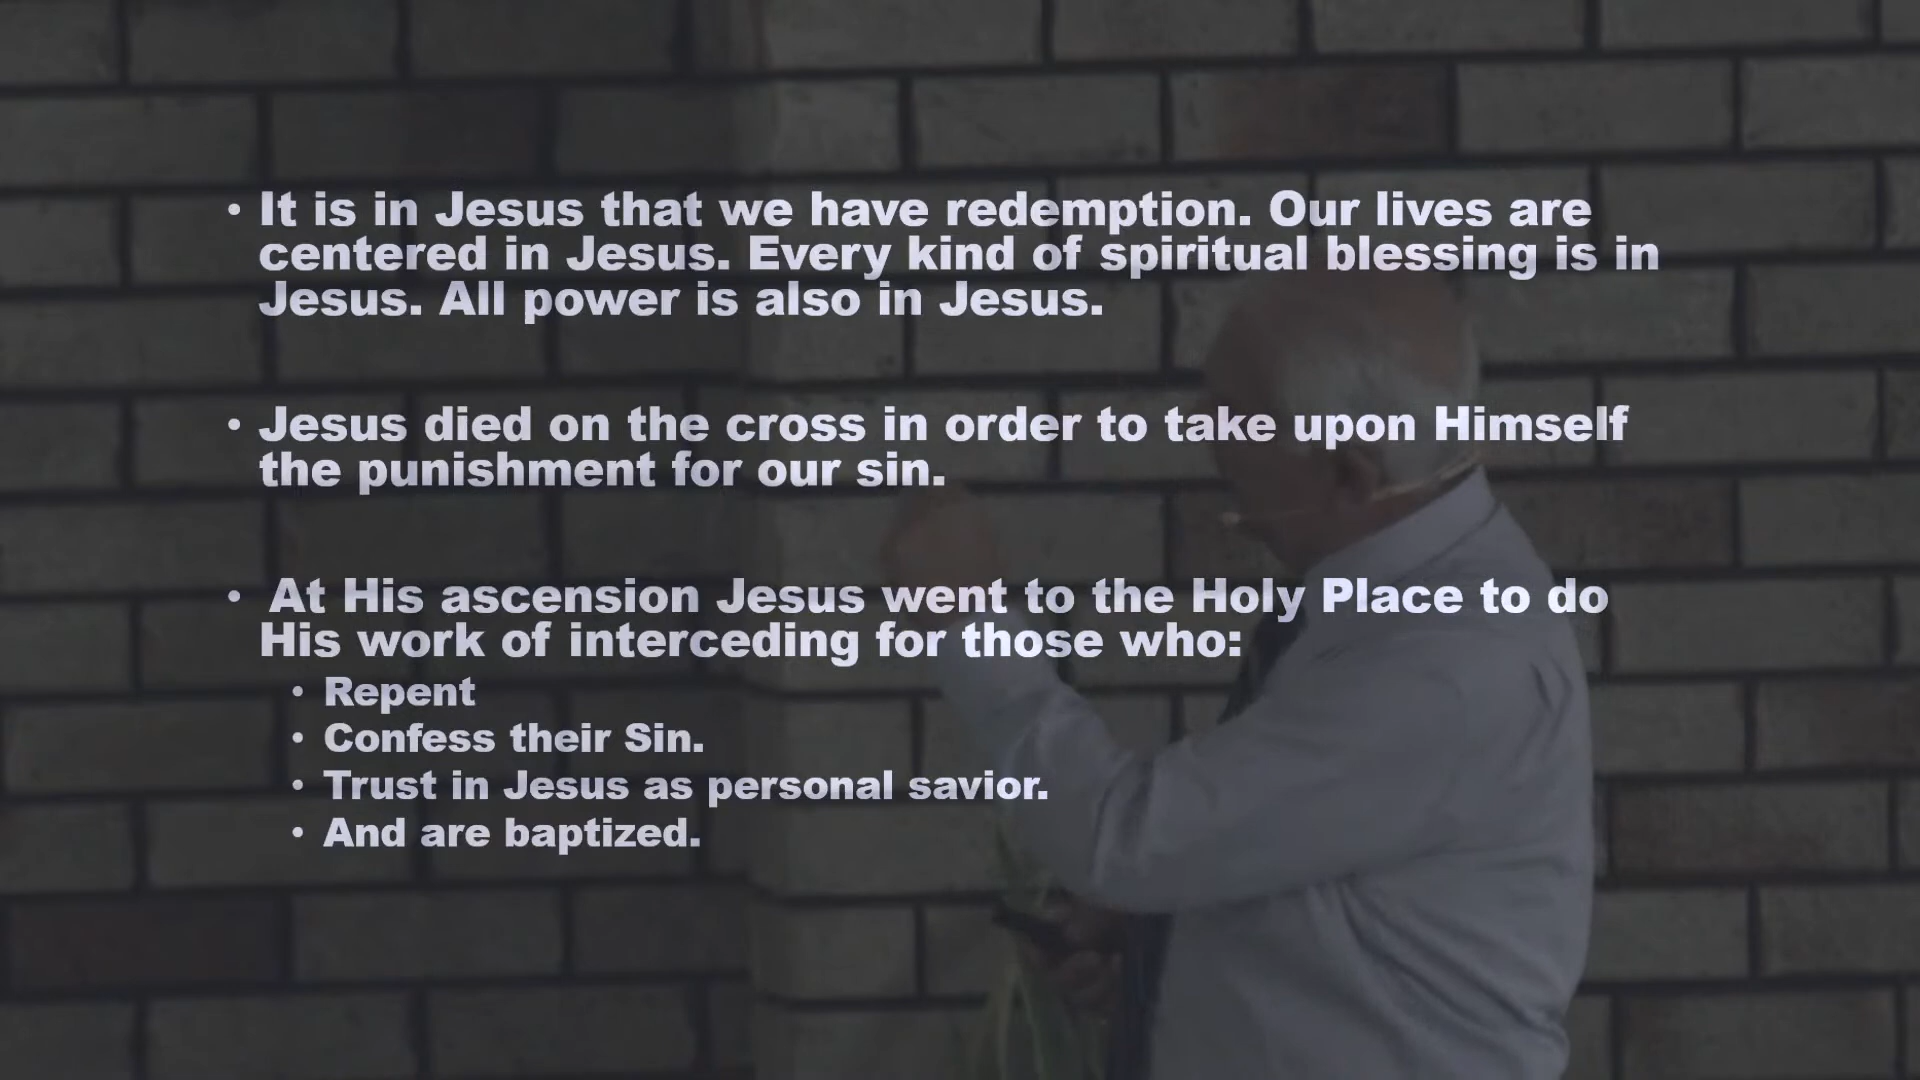 • It is in Jesus that we have redemption. Our lives are
centered in Jesus. Every kind of spiritual blessing is in
Jesus. All power is also in Jesus.
• Jesus died on the cross in order to take upon Himself
the punishment for our sin.
• At His ascension Jesus went to the Holy Place to do
His work of interceding for those who:
• Repent
• Confess their Sin.
• Trust in Jesus as personal savior.
• And are baptized.